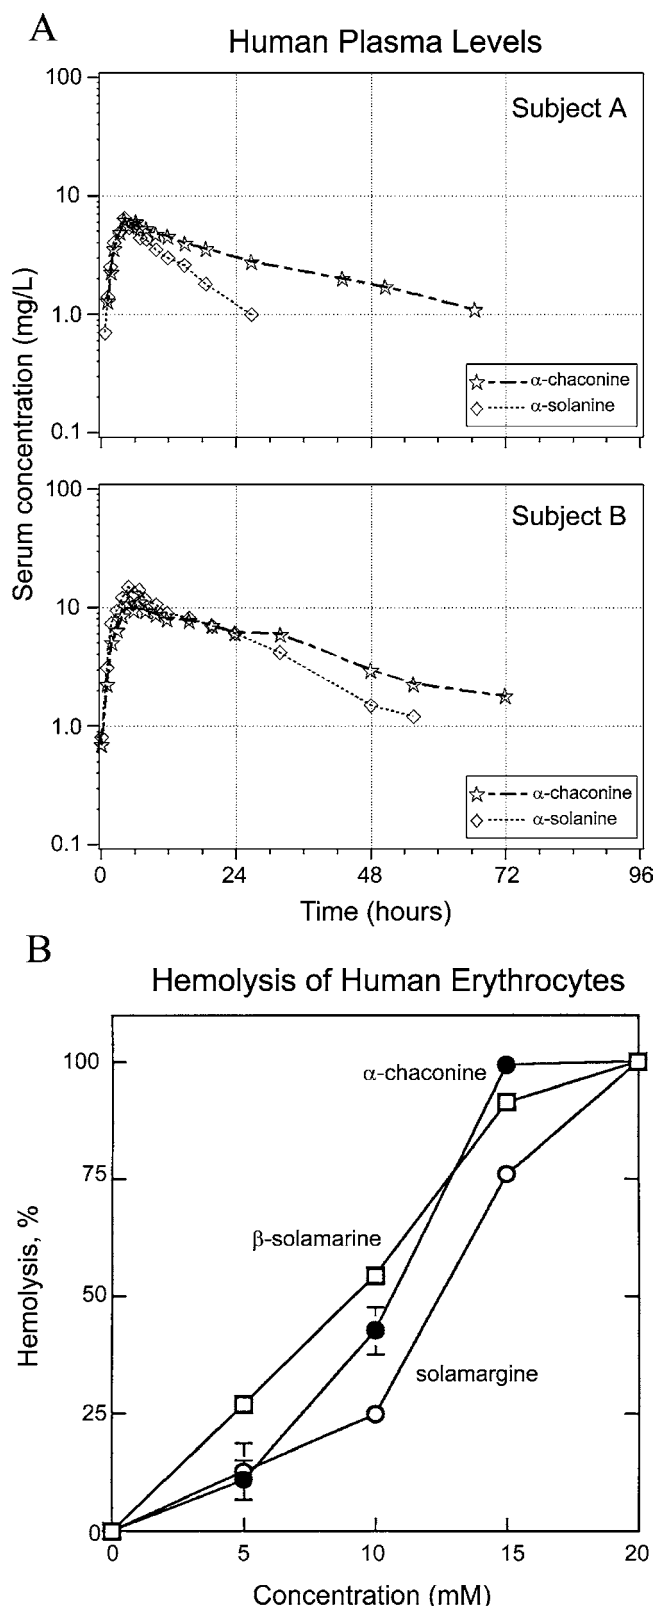 A
Human Plasma Levels
100
Subject A
10
1.0
0.1
α-chaconine
α-solanine
Serum concentration (mg/L)
100
Subject B
10
1.0
0.1
α-chaconine
α-solanine
0 24 48 72 96
Time (hours)
B
Hemolysis of Human Erythrocytes
100
α-chaconine
75
β-solamarine
Hemolysis, %
50
solamargine
25
0
0 5 10 15 20
Concentration (mM)